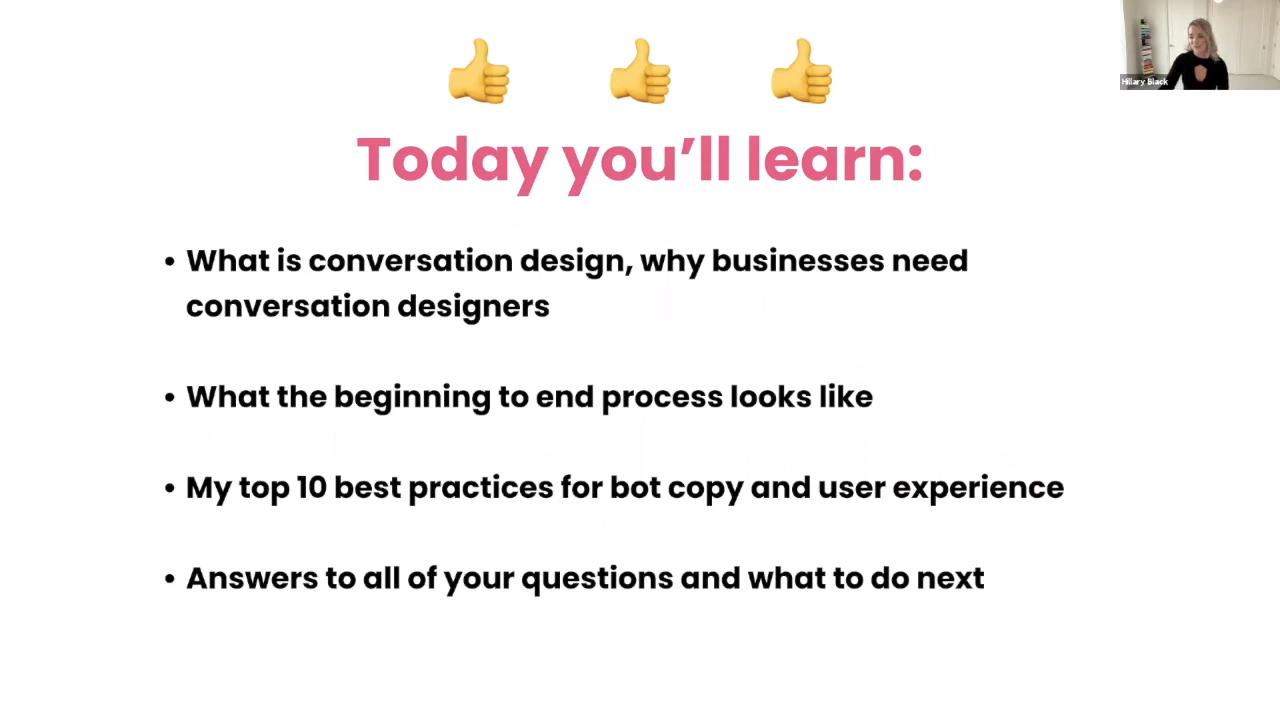 Hillary Black
Today you’ll learn:
• What is conversation design, why businesses need
conversation designers
• What the beginning to end process looks like
• My top 10 best practices for bot copy and user experience
• Answers to all of your questions and what to do next